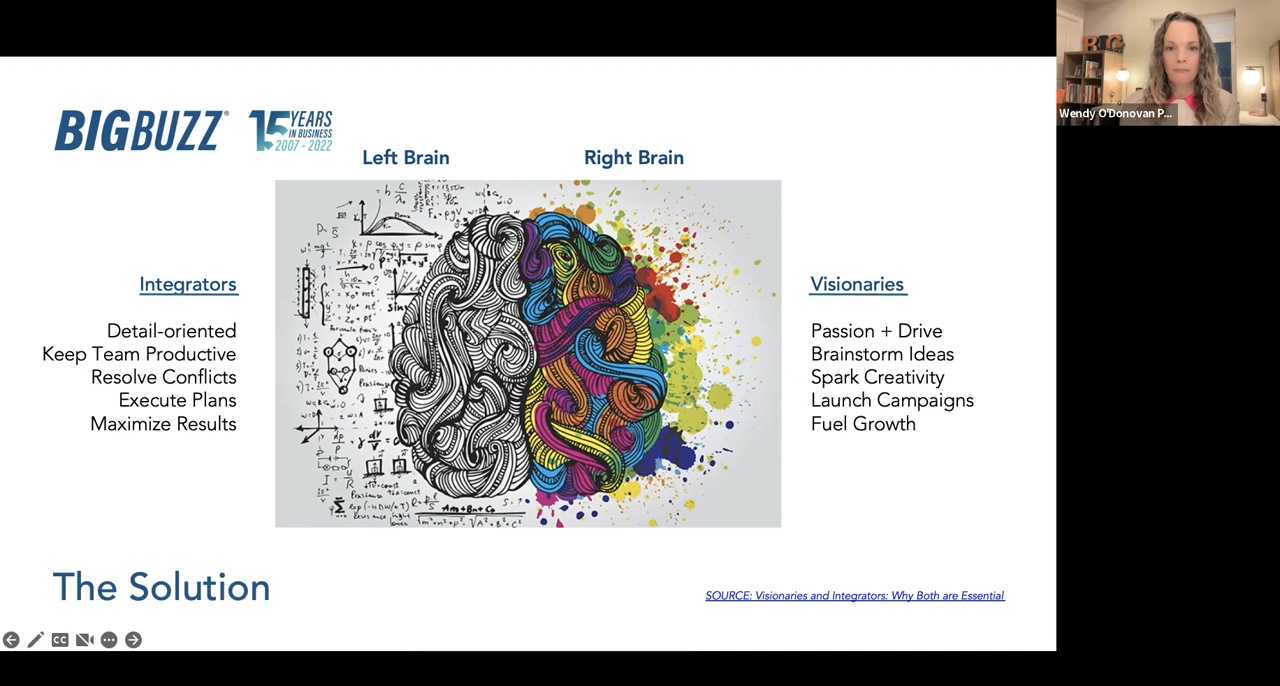 BIG
Wendy O'Donovan P...
BIGBUZZ®
15 YEARS
IN BUSINESS
2007 - 2022
Left Brain
Right Brain
Integrators
Detail-oriented
Keep Team Productive
Resolve Conflicts
Execute Plans
Maximize Results
Visionaries
Passion + Drive
Brainstorm Ideas
Spark Creativity
Launch Campaigns
Fuel Growth
The Solution
SOURCE: Visionaries and Integrators: Why Both are Essential
CC